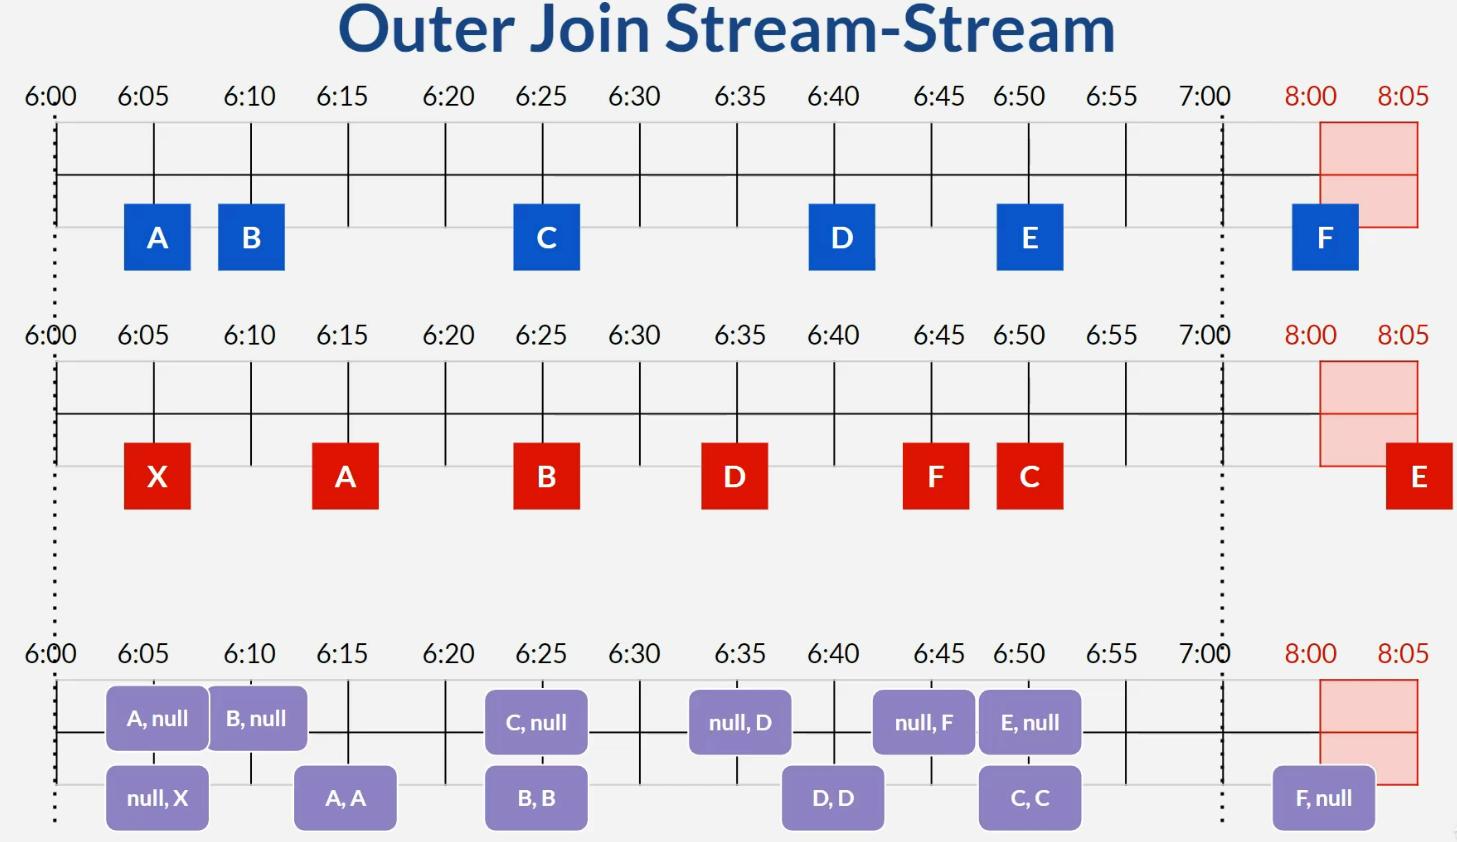 Outer Join Stream-Stream
6:00 6:05 6:10 6:15 6:20 6:25 6:30 6:35 6:40 6:45 6:50 6:55 7:00 8:00 8:05
A B C D E F
6:00 6:05 6:10 6:15 6:20 6:25 6:30 6:35 6:40 6:45 6:50 6:55 7:00 8:00 8:05
X A B D F C E
6:00 6:05 6:10 6:15 6:20 6:25 6:30 6:35 6:40 6:45 6:50 6:55 7:00 8:00 8:05
A, null B, null C, null null, D null, F E, null
null, X A, A B, B D, D C, C F, null